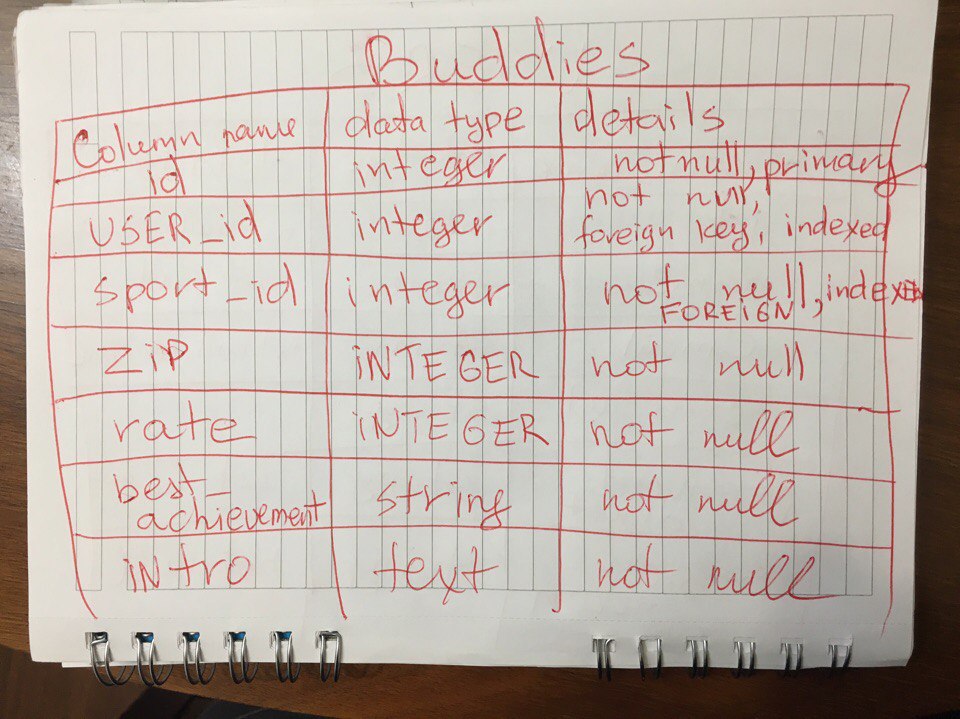 Buddies
Column name data type details
id integer not null, primary
USER_id integer not null,
foreign key, indexed
sport_id integer not null, indexed
FOREIGN
ZiP iNTEGER not null
rate iNTEGER not null
best_
achievement string not null
iNtro text not null